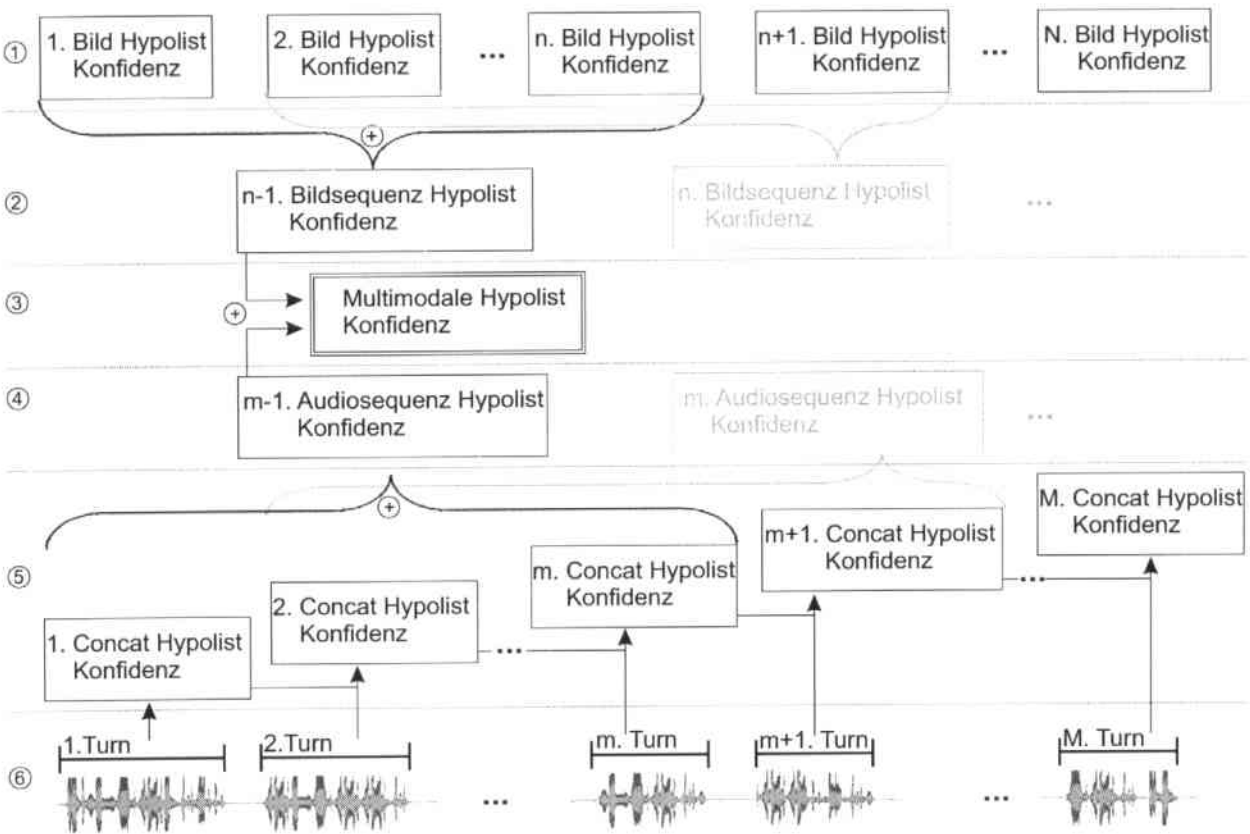 ①
1. Bild Hypolist
Konfidenz
2. Bild Hypolist
Konfidenz
...
n. Bild Hypolist
Konfidenz
n+1. Bild Hypolist
Konfidenz
...
N. Bild Hypolist
Konfidenz
+
②
n-1. Bildsequenz Hypolist
Konfidenz
n. Bildsequenz Hypolist
Konfidenz
...
③
+
Multimodale Hypolist
Konfidenz
④
m-1. Audiosequenz Hypolist
Konfidenz
m. Audiosequenz Hypolist
Konfidenz
...
+
⑤
1. Concat Hypolist
Konfidenz
2. Concat Hypolist
Konfidenz
...
m. Concat Hypolist
Konfidenz
m+1. Concat Hypolist
Konfidenz
...
M. Concat Hypolist
Konfidenz
⑥
1.Turn
2.Turn
...
m. Turn
m+1. Turn
...
M. Turn